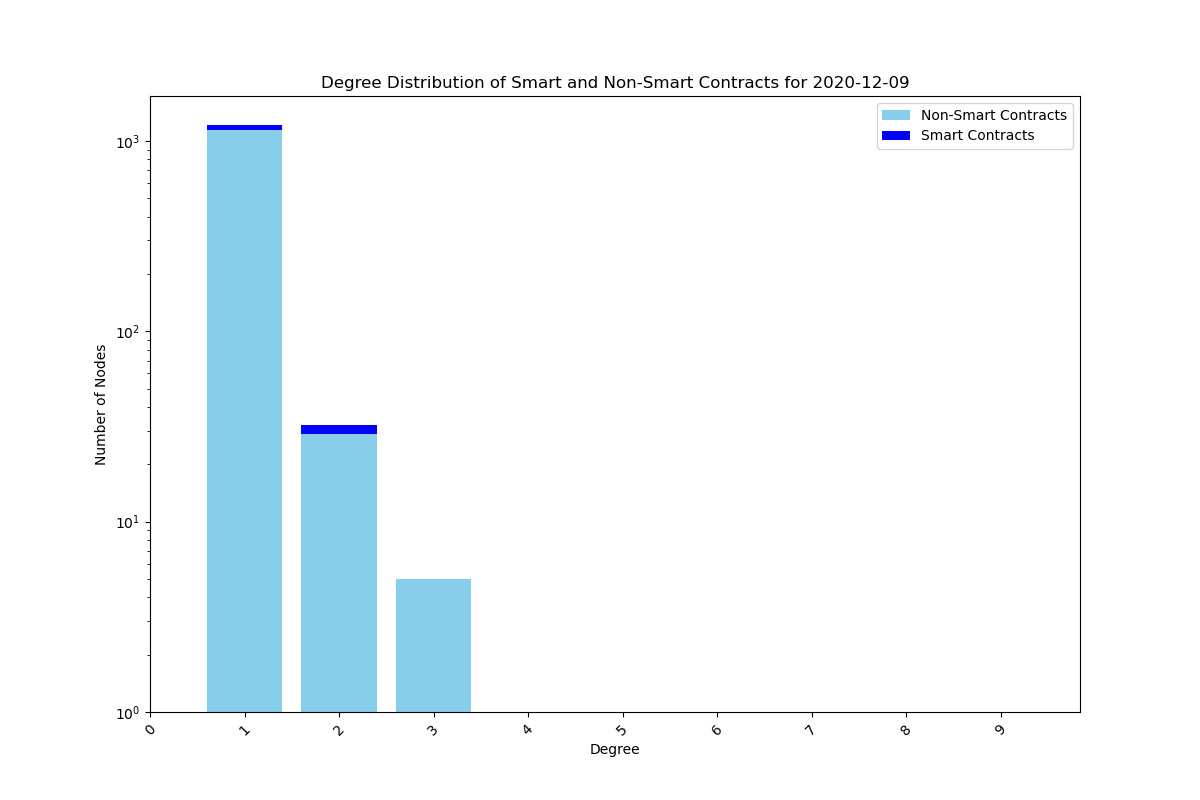 Degree Distribution of Smart and Non-Smart Contracts for 2020-12-09
Non-Smart Contracts
Smart Contracts
Number of Nodes
10³
10²
10¹
10⁰
0 1 2 3 4 5 6 7 8 9
Degree